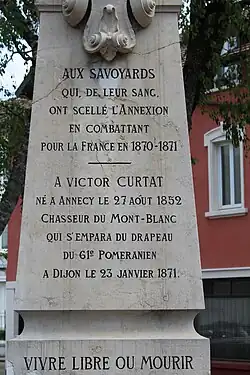 AUX SAVOYARDS
QUI, DE LEUR SANG,
ONT SCELLÉ L'ANNEXION
EN COMBATTANT
POUR LA FRANCE EN 1870-1871
A VICTOR CURTAT
NÉ A ANNECY LE 27 AOÛT 1852
CHASSEUR DU MONT-BLANC
QUI S'EMPARA DU DRAPEAU
DU 61e POMERANIEN
A DIJON LE 23 JANVIER 1871.
VIVRE LIBRE OU MOURIR